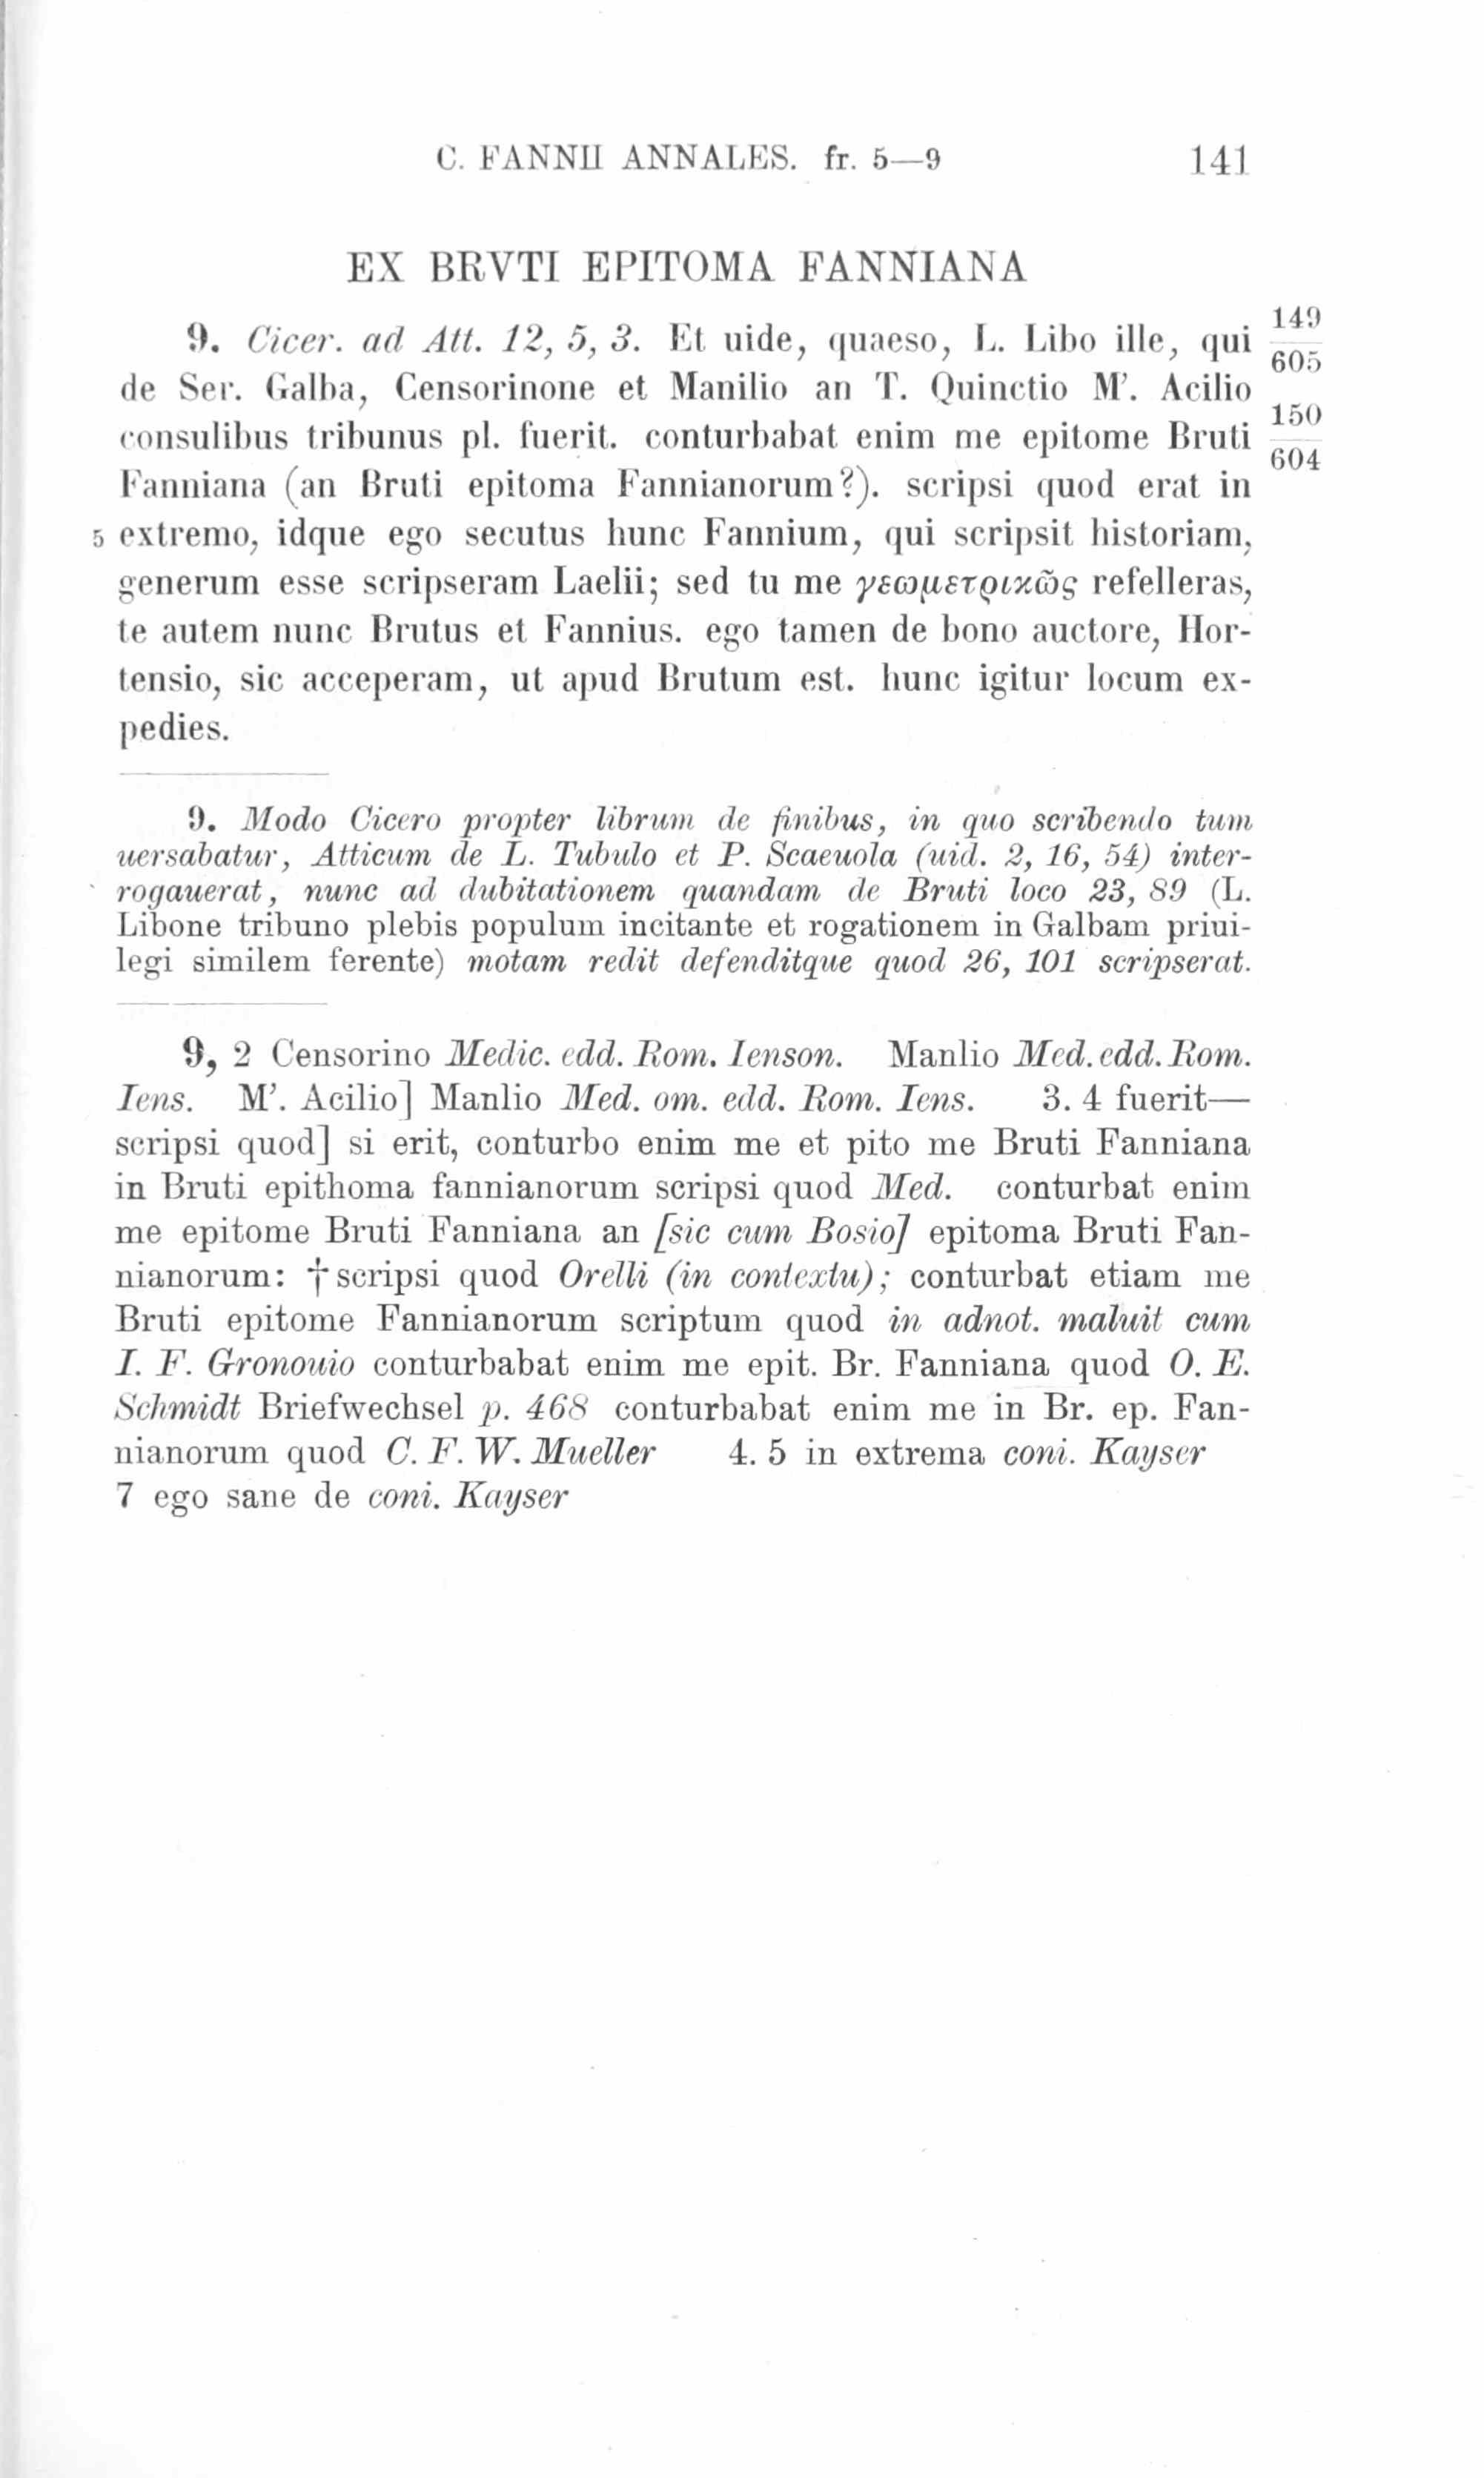 C. FANNII ANNALES. fr. 5—9 141
EX BRVTI EPITOMA FANNIANA
9. Cicer. ad Att. 12, 5, 3. Et uide, quaeso, L. Libo ille, qui 149
605
de Ser. Galba, Censorinone et Manilio an T. Quinctio M’. Acilio
consulibus tribunus pl. fuerit. conturbabat enim me epitome Bruti 150
604
Fanniana (an Bruti epitoma Fannianorum?). scripsi quod erat in
5 extremo, idque ego secutus hunc Fannium, qui scripsit historiam,
generum esse scripseram Laelii; sed tu me γεωμετρικῶς refelleras,
te autem nunc Brutus et Fannius. ego tamen de bono auctore, Hor-
tensio, sic acceperam, ut apud Brutum est. hunc igitur locum ex-
pedies.
9. Modo Cicero propter librum de finibus, in quo scribendo tum
uersabatur, Atticum de L. Tubulo et P. Scaeuola (uid. 2, 16, 54) inter-
rogauerat, nunc ad dubitationem quandam de Bruti loco 23, 89 (L.
Libone tribuno plebis populum incitante et rogationem in Galbam priui-
legi similem ferente) motam redit defenditque quod 26, 101 scripserat.
9, 2 Censorino Medic. edd. Rom. Ienson. Manlio Med. edd. Rom.
Iens. M’. Acilio] Manlio Med. om. edd. Rom. Iens. 3. 4 fuerit—
scripsi quod] si erit, conturbo enim me et pito me Bruti Fanniana
in Bruti epithoma fannianorum scripsi quod Med. conturbat enim
me epitome Bruti Fanniana an [sic cum Bosio] epitoma Bruti Fan-
nianorum: † scripsi quod Orelli (in contextu); conturbat etiam me
Bruti epitome Fannianorum scriptum quod in adnot. maluit cum
I. F. Gronouio conturbabat enim me epit. Br. Fanniana quod O. E.
Schmidt Briefwechsel p. 468 conturbabat enim me in Br. ep. Fan-
nianorum quod C. F. W. Mueller 4. 5 in extrema coni. Kayser
7 ego sane de coni. Kayser